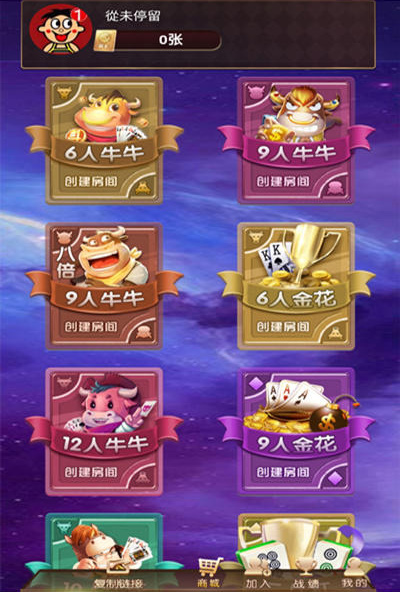 1
從未停留
0张
6人牛牛
创建房间
9人牛牛
创建房间
八倍
9人牛牛
创建房间
6人金花
创建房间
12人牛牛
创建房间
9人金花
创建房间
复制链接
商城
加入
战绩
我的